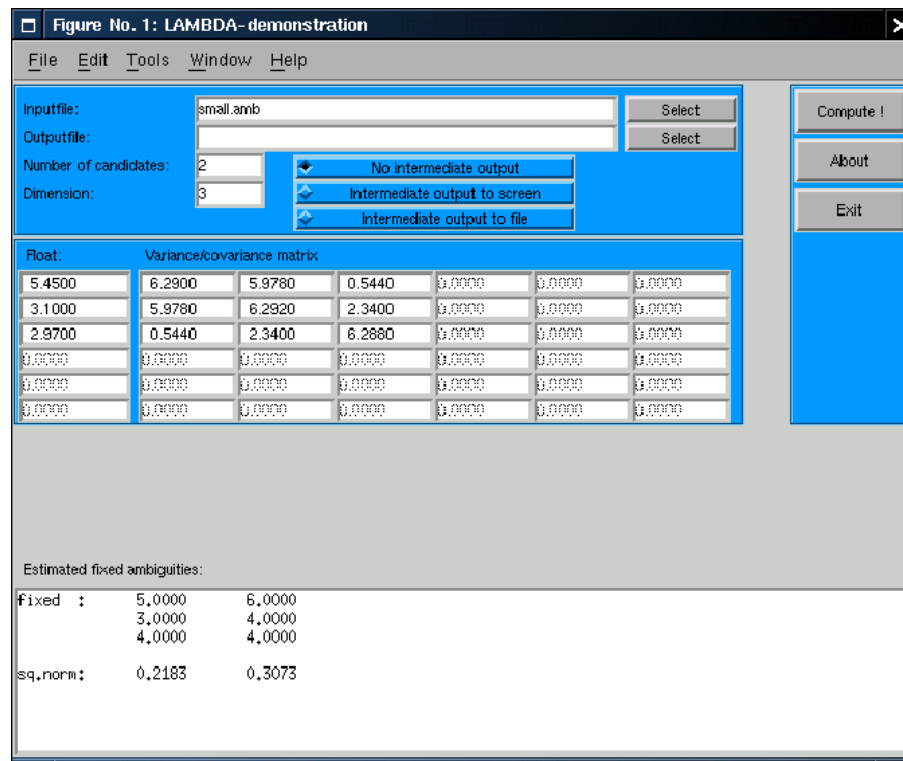 Figure No. 1: LAMBDA-demonstration
File Edit Tools Window Help
Inputfile: small.amb Select
Outputfile: Select
Number of candidates: 2 No intermediate output
Dimension: 3 Intermediate output to screen
Intermediate output to file
Compute !
About
Exit
Float: Variance/covariance matrix
5.4500 6.2900 5.9780 0.5440 0.0000 0.0000 0.0000
3.1000 5.9780 6.2920 2.3400 0.0000 0.0000 0.0000
2.9700 0.5440 2.3400 6.2880 0.0000 0.0000 0.0000
0.0000 0.0000 0.0000 0.0000 0.0000 0.0000 0.0000
0.0000 0.0000 0.0000 0.0000 0.0000 0.0000 0.0000
0.0000 0.0000 0.0000 0.0000 0.0000 0.0000 0.0000
Estimated fixed ambiguities:
fixed : 5.0000 6.0000
3.0000 4.0000
4.0000 4.0000
sq.norm: 0.2183 0.3073